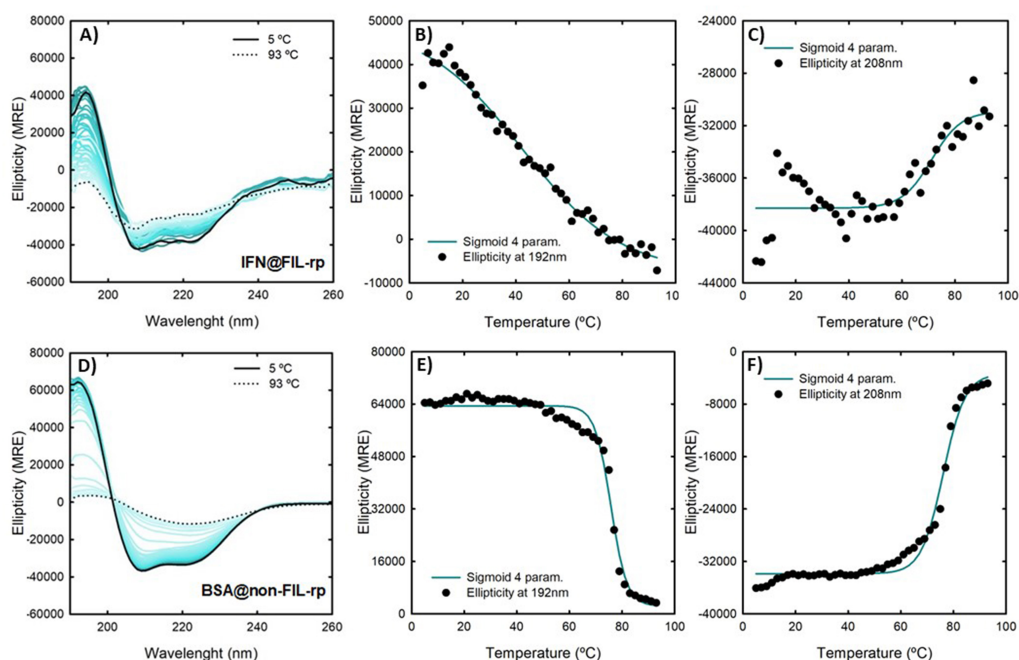 A)
5 ºC
93 ºC
60000
40000
20000
0
-20000
-40000
-60000
200
220
240
260
Ellipticity (MRE)
Wavelenght (nm)
IFN@FIL-rp
B)
50000
40000
30000
20000
10000
0
-10000
0
20
40
60
80
100
Ellipticity (MRE)
Temperature (ºC)
Sigmoid 4 param.
Ellipticity at 192nm
C)
-24000
-28000
-32000
-36000
-40000
-44000
0
20
40
60
80
100
Ellipticity (MRE)
Temperature (ºC)
Sigmoid 4 param.
Ellipticity at 208nm
D)
5 ºC
93 ºC
80000
60000
40000
20000
0
-20000
-40000
-60000
200
220
240
260
Ellipticity (MRE)
Wavelenght (nm)
BSA@non-FIL-rp
E)
80000
64000
48000
32000
16000
0
0
20
40
60
80
100
Ellipticity (MRE)
Temperature (ºC)
Sigmoid 4 param.
Ellipticity at 192nm
F)
0
-8000
-16000
-24000
-32000
-40000
0
20
40
60
80
100
Ellipticity (MRE)
Temperature (ºC)
Sigmoid 4 param.
Ellipticity at 208nm